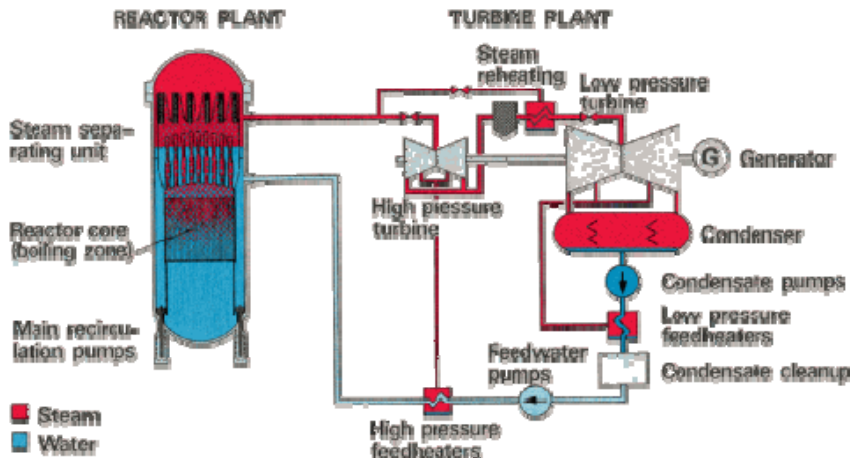 REACTOR PLANT
TURBINE PLANT
Steam
reheating
Low pressure
turbine
Steam sepa-
rating unit
G
Generator
High pressure
turbine
Reactor core
(boiling zone)
Condenser
Condensate pumps
Main recircu-
lation pumps
Low pressure
feedheaters
Feedwater
pumps
Condensate cleanup
High pressure
feedheaters
Steam
Water